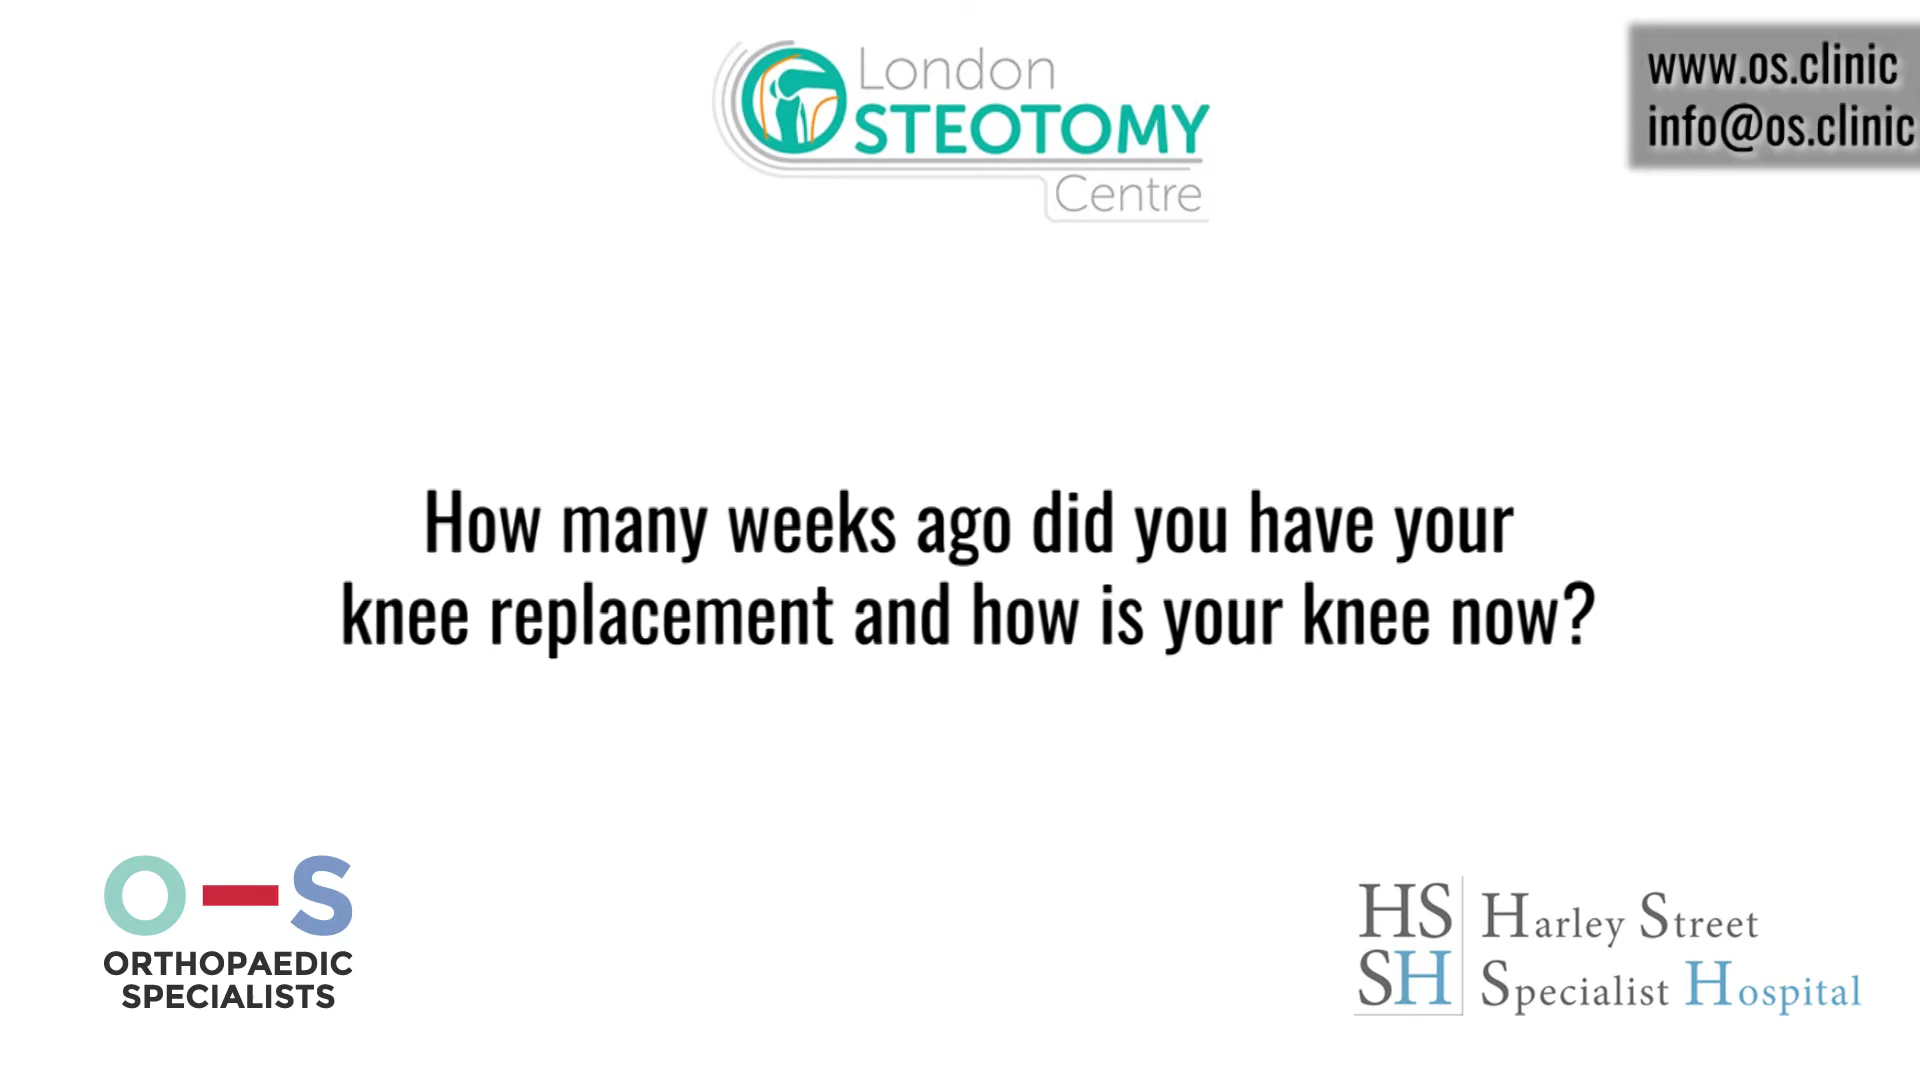 London
OSTEOTOMY
Centre
www.os.clinic
info@os.clinic
How many weeks ago did you have your
knee replacement and how is your knee now?
O–S
ORTHOPAEDIC
SPECIALISTS
HS
SH
Harley Street
Specialist Hospital